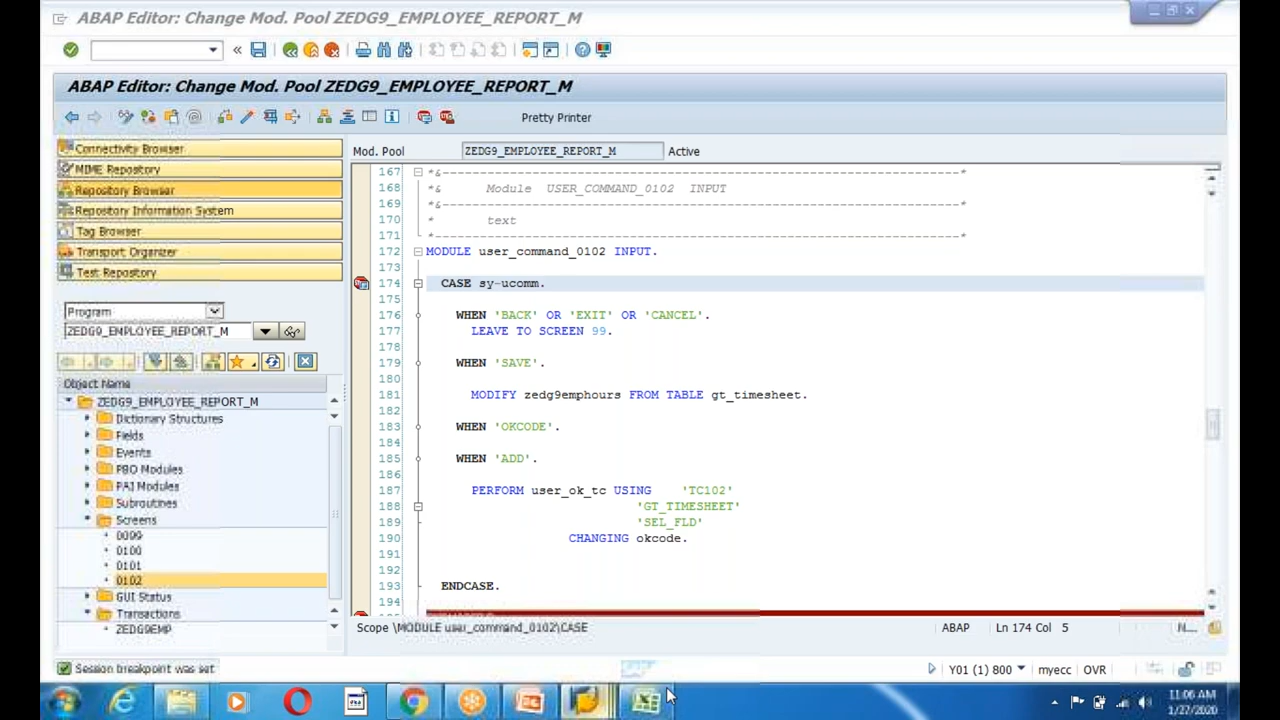 ABAP Editor: Change Mod. Pool ZEDG9_EMPLOYEE_REPORT_M
ABAP Editor: Change Mod. Pool ZEDG9_EMPLOYEE_REPORT_M
Pretty Printer
Connectivity Browser
MIME Repository
Repository Browser
Repository Information System
Tag Browser
Transport Organizer
Test Repository
Program
ZEDG9_EMPLOYEE_REPORT_M
Object Name
ZEDG9_EMPLOYEE_REPORT_M
Dictionary Structures
Fields
Events
PBO Modules
PAI Modules
Subroutines
Screens
0099
0100
0101
0102
GUI Status
Transactions
ZEDG9EMP
Mod. Pool ZEDG9_EMPLOYEE_REPORT_M Active
167 *&---------------------------------------------------------------------*
168 *& Module USER_COMMAND_0102 INPUT
169 *&---------------------------------------------------------------------*
170 * text
171 *----------------------------------------------------------------------*
172 MODULE user_command_0102 INPUT.
173
174 CASE sy-ucomm.
175
176 WHEN 'BACK' OR 'EXIT' OR 'CANCEL'.
177 LEAVE TO SCREEN 99.
178
179 WHEN 'SAVE'.
180
181 MODIFY zedg9emphours FROM TABLE gt_timesheet.
182
183 WHEN 'OKCODE'.
184
185 WHEN 'ADD'.
186
187 PERFORM user_ok_tc USING 'TC102'
188 'GT_TIMESHEET'
189 'SEL_FLD'
190 CHANGING okcode.
191
192
193 ENDCASE.
194
Scope \MODULE user_command_0102\CASE ABAP Ln 174 Col 5 N...
Session breakpoint was set Y01 (1) 800 myecc OVR
11:06 AM
1/27/2020